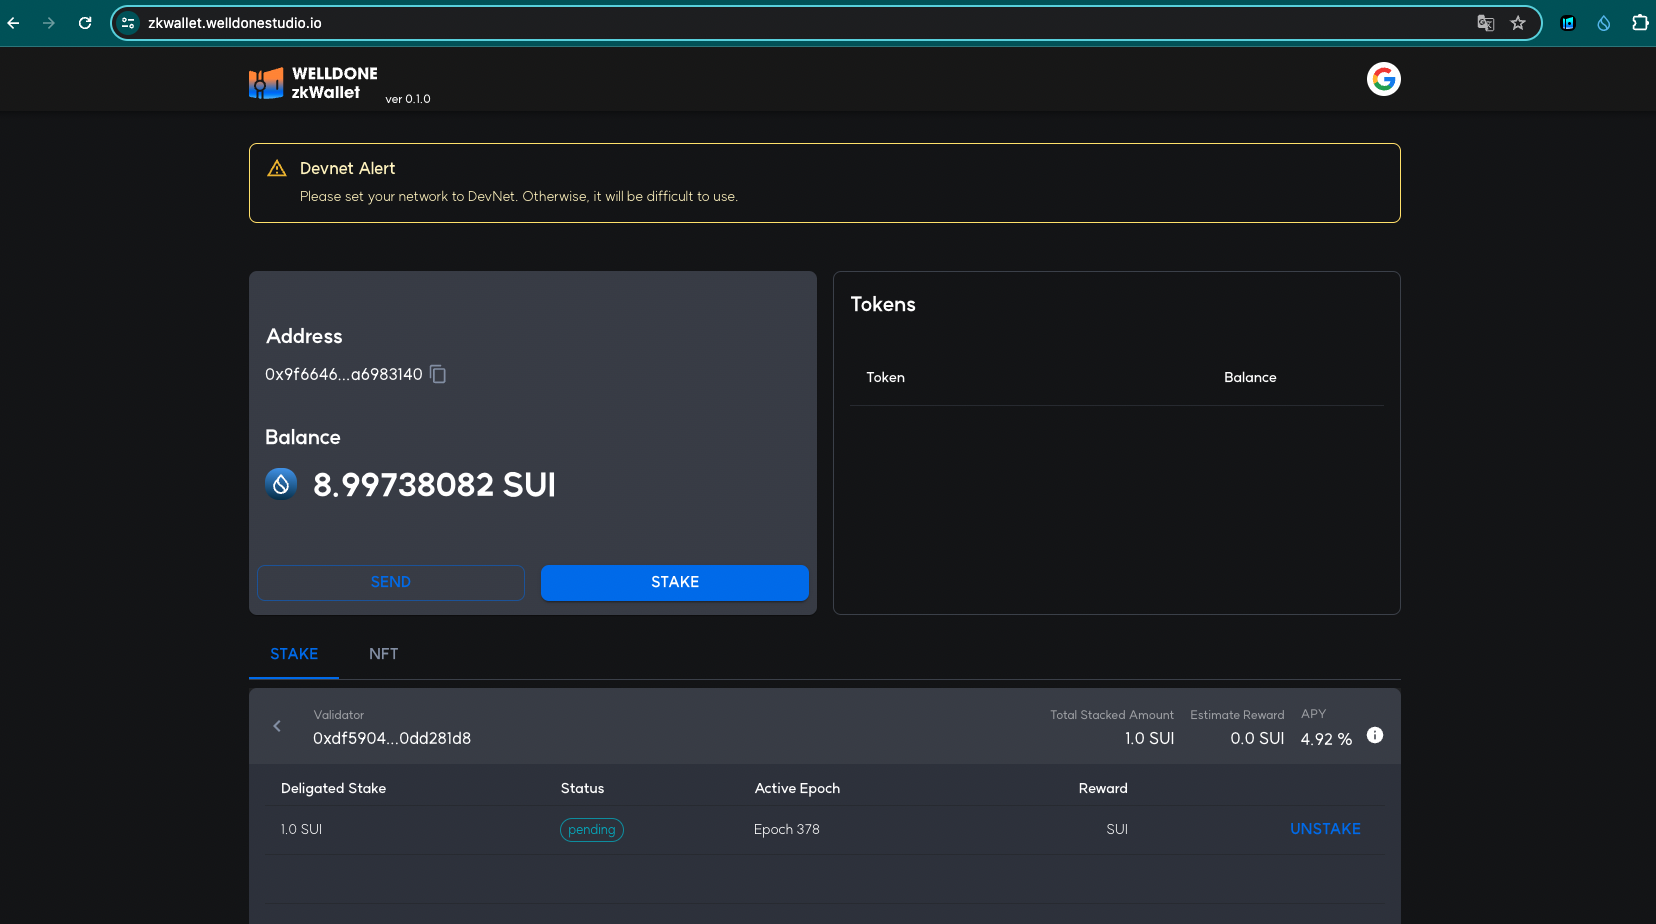 zkwallet.welldonestudio.io
WELLDONE
zkWallet
ver 0.1.0
Devnet Alert
Please set your network to DevNet. Otherwise, it will be difficult to use.
Address
0x9f6646...a6983140
Balance
8.99738082 SUI
SEND
STAKE
Tokens
Token Balance
STAKE NFT
Validator Total Stacked Amount Estimate Reward APY
0xdf5904...0dd281d8 1.0 SUI 0.0 SUI 4.92 %
Deligated Stake Status Active Epoch Reward
1.0 SUI pending Epoch 378 SUI UNSTAKE